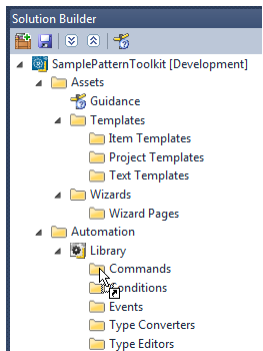 Solution Builder
SamplePatternToolkit [Development]
Assets
Guidance
Templates
Item Templates
Project Templates
Text Templates
Wizards
Wizard Pages
Automation
Library
Commands
Conditions
Events
Type Converters
Type Editors